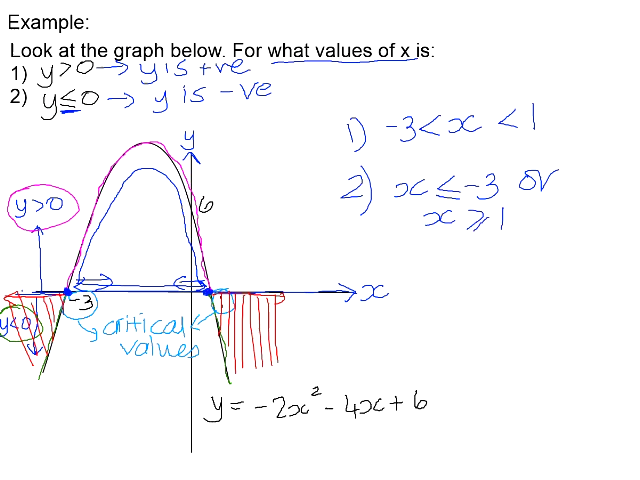 Example:
Look at the graph below. For what values of x is:
1) y>0 → y is +ve
2) y≤0 → y is -ve
1) -3<x<1
2) x≤-3 or
x≥1
y
6
y>0
x
-3
y<0
critical
values
y=-2x²-4x+6